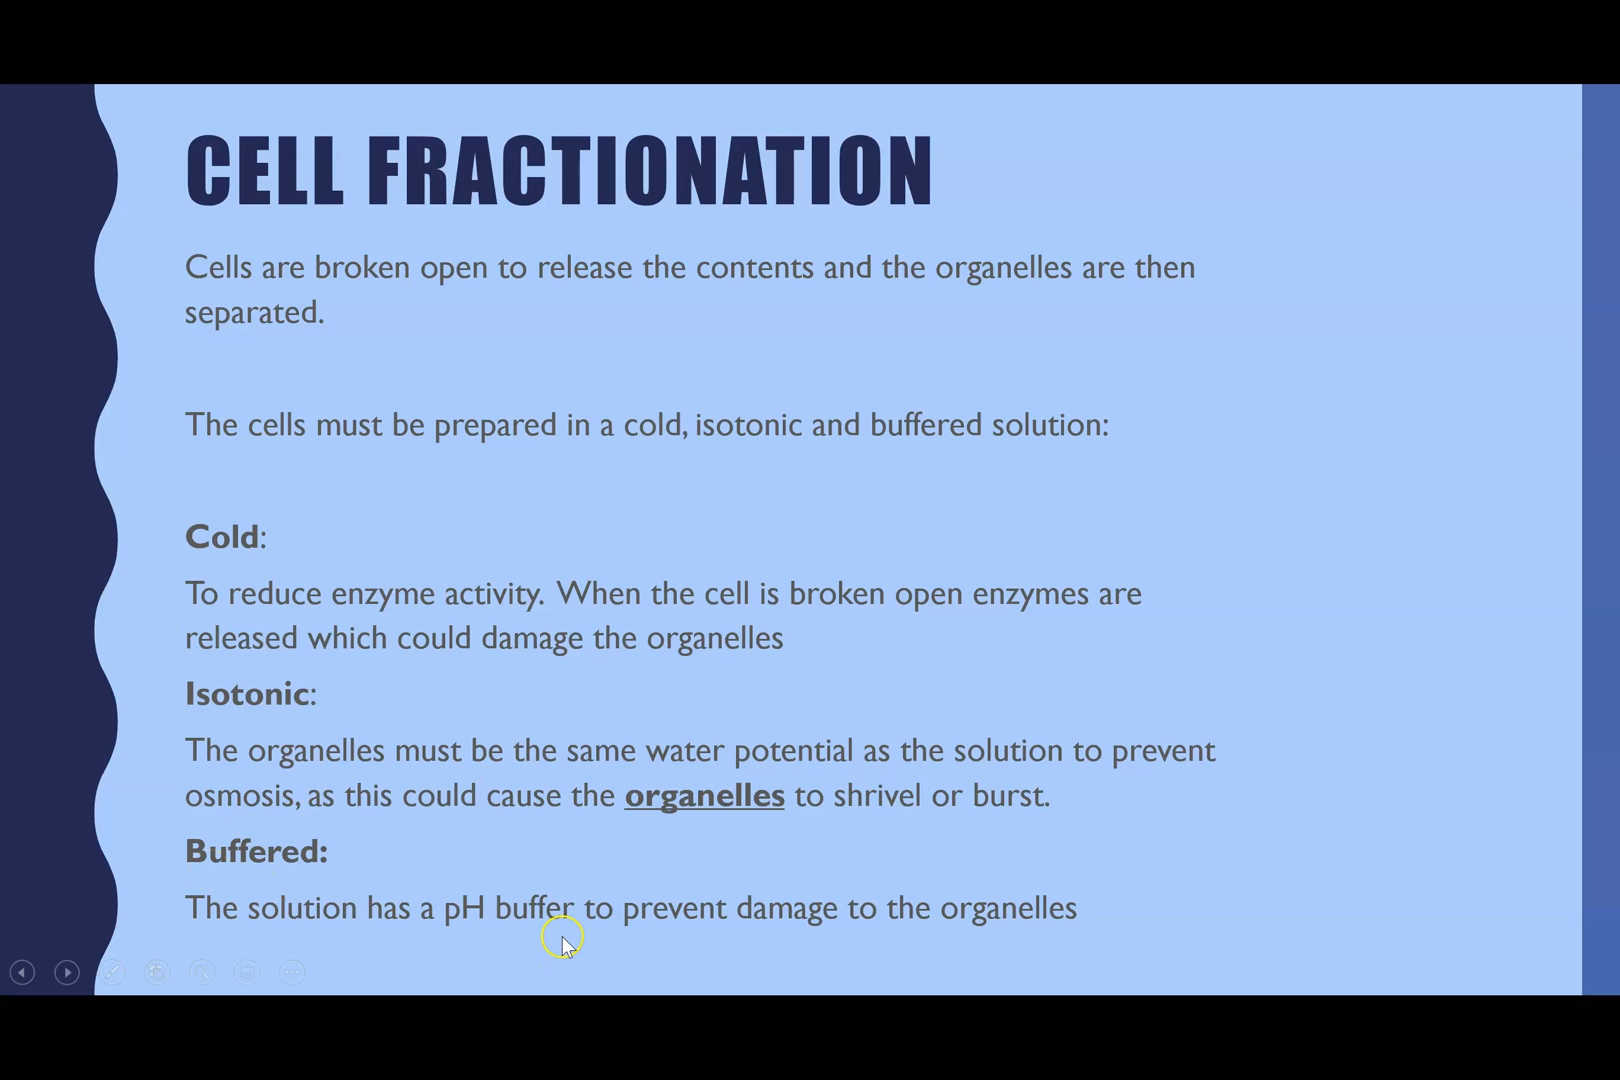 CELL FRACTIONATION
Cells are broken open to release the contents and the organelles are then
separated.
The cells must be prepared in a cold, isotonic and buffered solution:
Cold:
To reduce enzyme activity. When the cell is broken open enzymes are
released which could damage the organelles
Isotonic:
The organelles must be the same water potential as the solution to prevent
osmosis, as this could cause the organelles to shrivel or burst.
Buffered:
The solution has a pH buffer to prevent damage to the organelles